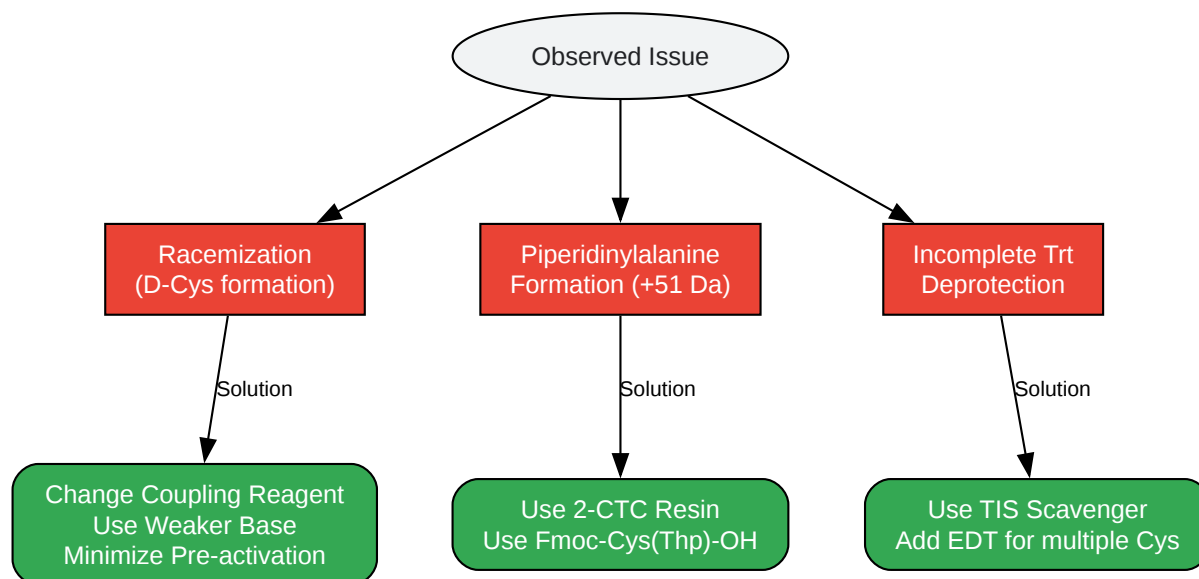 Observed Issue
Racemization
(D-Cys formation)
Piperidinylalanine
Formation (+51 Da)
Incomplete Trt
Deprotection
Solution
Solution
Solution
Change Coupling Reagent
Use Weaker Base
Minimize Pre-activation
Use 2-CTC Resin
Use Fmoc-Cys(Thp)-OH
Use TIS Scavenger
Add EDT for multiple Cys